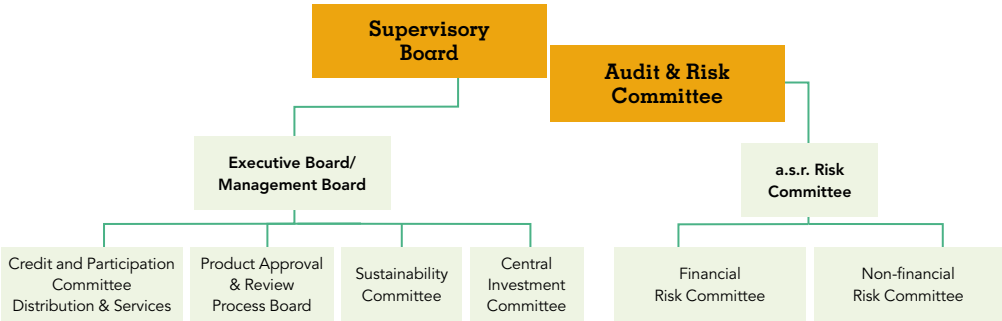 Supervisory
Board
Audit & Risk
Committee
Executive Board/
Management Board
a.s.r. Risk
Committee
Credit and Participation
Committee
Distribution & Services
Product Approval
& Review
Process Board
Sustainability
Committee
Central
Investment
Committee
Financial
Risk Committee
Non-financial
Risk Committee